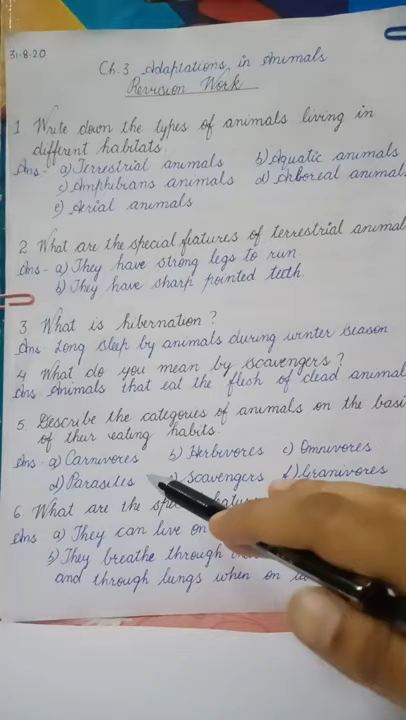 31-8-20
Ch.3 Adaptations in Animals
Revision Work
1 Write down the types of animals living in
different habitats.
Ans- a) Terrestrial animals b) Aquatic animals
c) Amphibians animals d) Arboreal animals
e) Aerial animals
2 What are the special features of terrestrial animal
Ans- a) They have strong legs to run.
b) They have sharp pointed teeth.
3. What is hibernation?
Ans- Long sleep by animals during winter season
4 What do you mean by scavengers?
Ans Animals that eat the flesh of dead animal
5 Describe the categories of animals on the basi
of their eating habits.
Ans- a) Carnivores b) Herbivores c) Omnivores
d) Parasites e) Scavengers f) Granivores
6 What are the
Ans a) They can live on
b) They breathe through
and through lungs when on